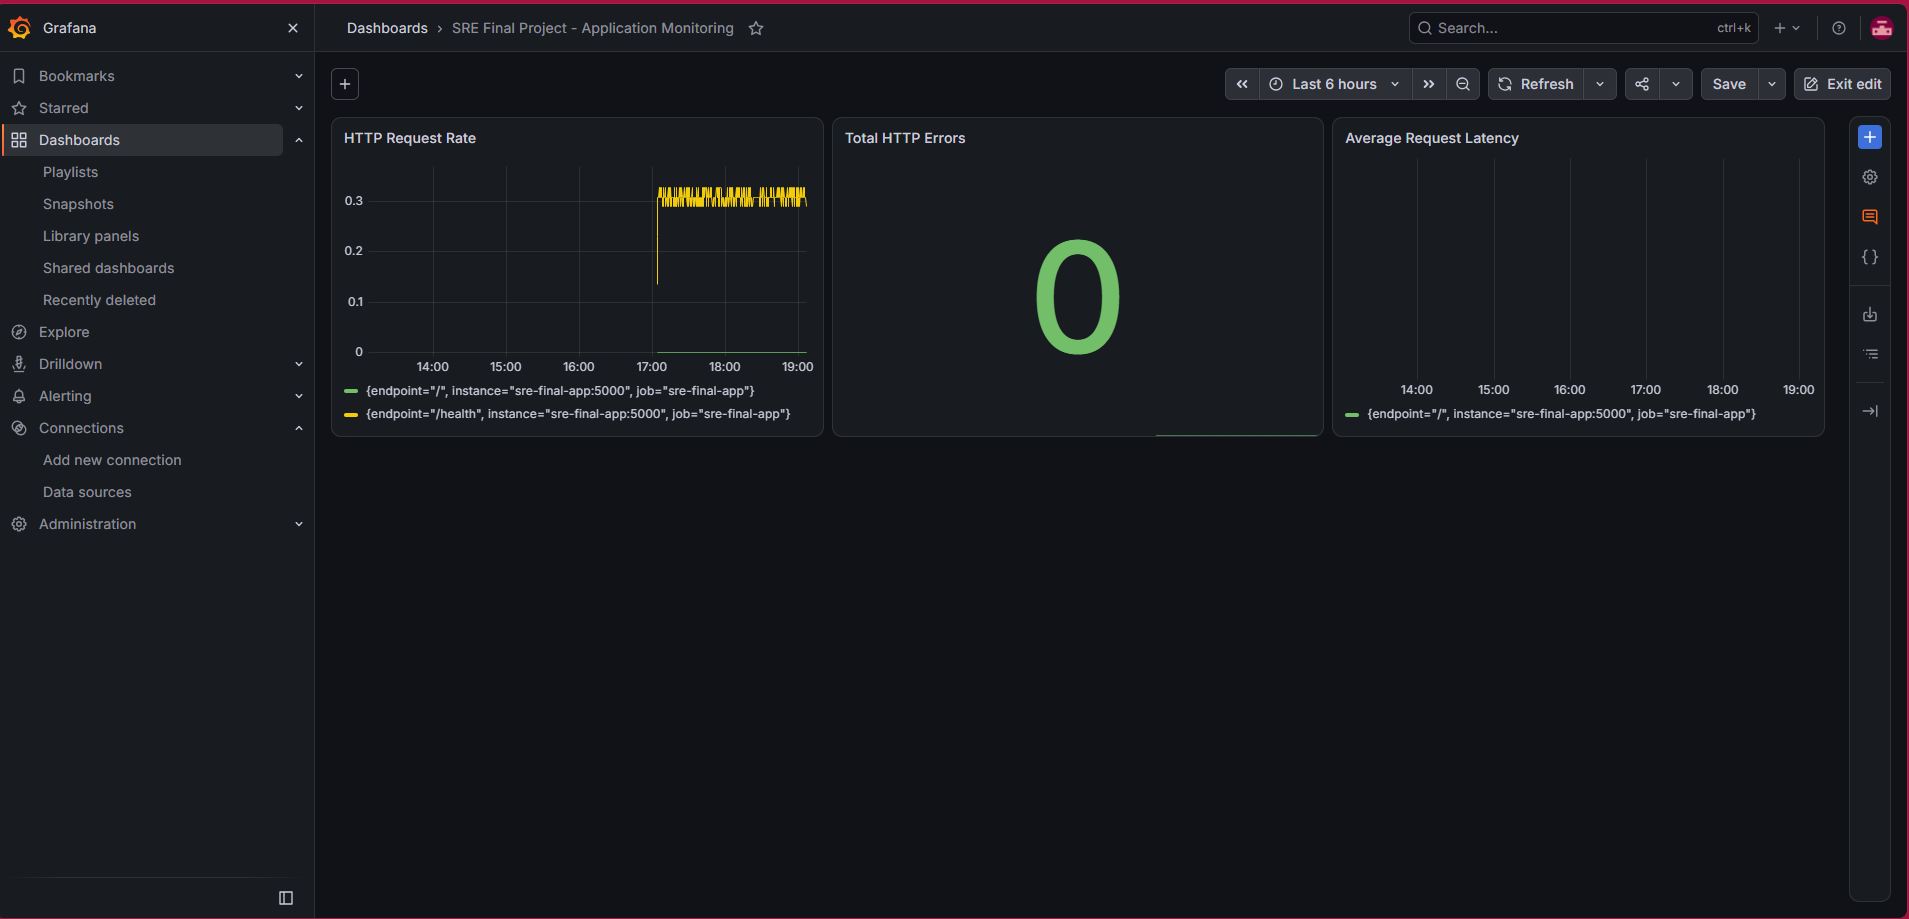 Grafana
Dashboards › SRE Final Project - Application Monitoring
Search...
ctrl+k
Bookmarks
Starred
Dashboards
Playlists
Snapshots
Library panels
Shared dashboards
Recently deleted
Explore
Drilldown
Alerting
Connections
Add new connection
Data sources
Administration
Last 6 hours
Refresh
Save
Exit edit
HTTP Request Rate
0.3
0.2
0.1
0
14:00 15:00 16:00 17:00 18:00 19:00
{endpoint="/", instance="sre-final-app:5000", job="sre-final-app"}
{endpoint="/health", instance="sre-final-app:5000", job="sre-final-app"}
Total HTTP Errors
0
Average Request Latency
14:00 15:00 16:00 17:00 18:00 19:00
{endpoint="/", instance="sre-final-app:5000", job="sre-final-app"}